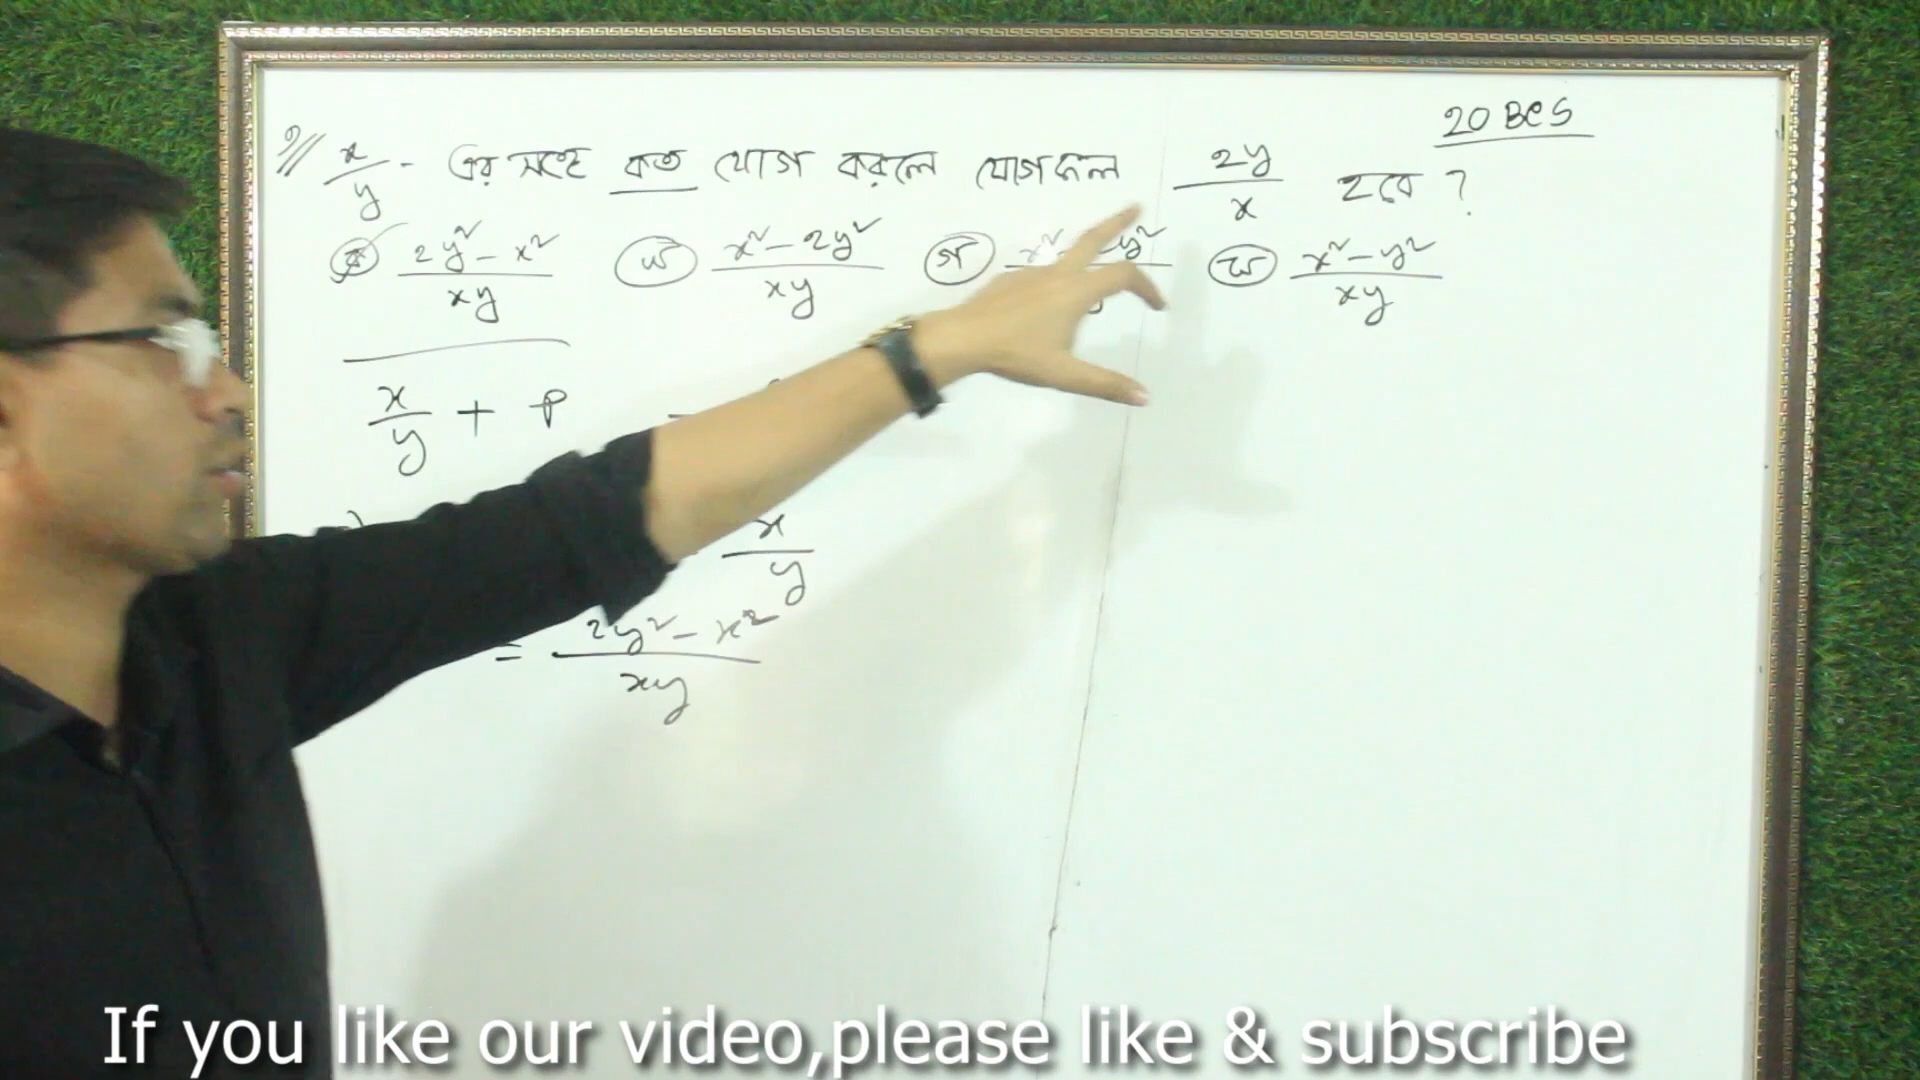 20 BCS
১// x/y - এর সাথে কত যোগ করলে যোগফল 2y/x হবে ?
(ক) 2y² - x² / xy (খ) x² - 2y² / xy (গ) x² y² (ঘ) x² - y² / xy
x/y + P
x/y
= 2y² - x² / xy
If you like our video,please like & subscribe